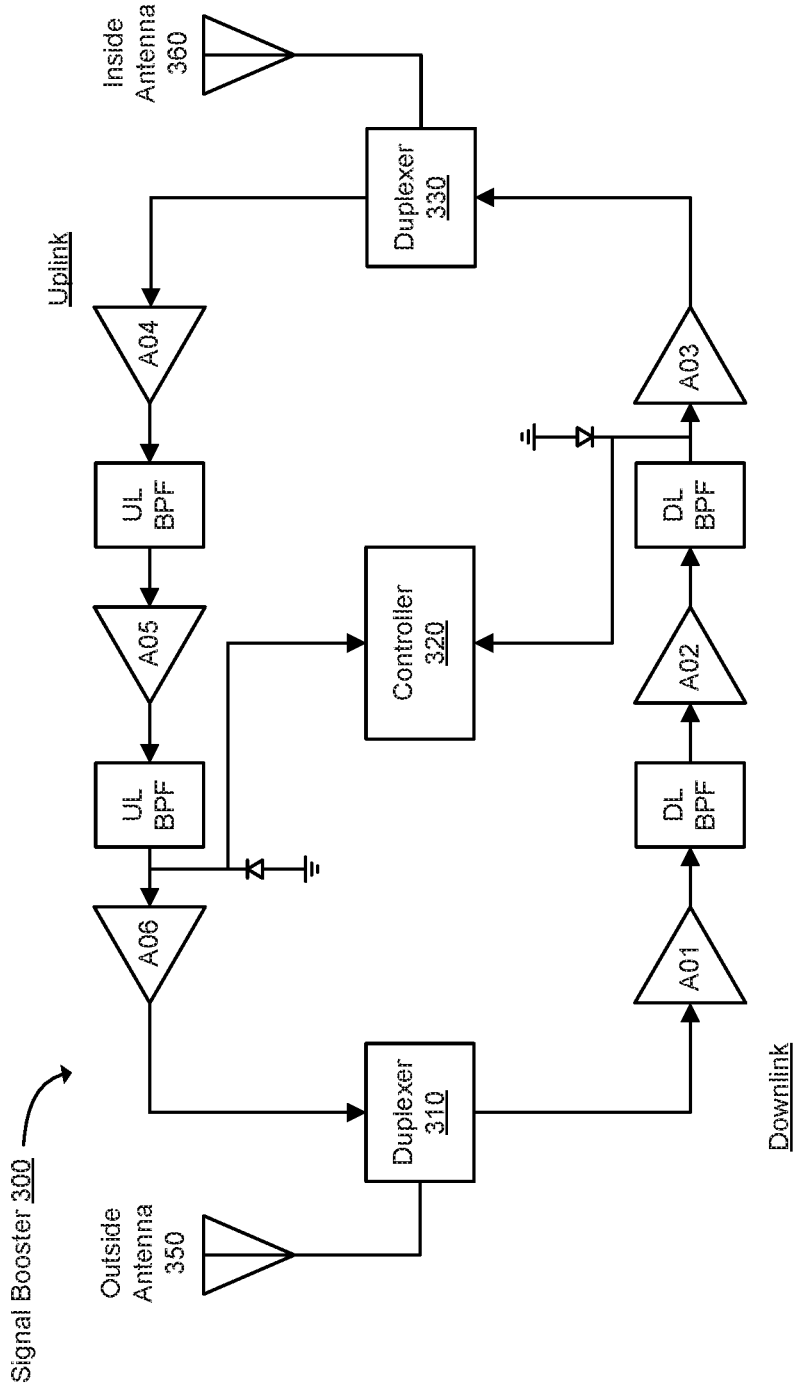 Signal Booster 300
Outside
Antenna
350
Inside
Antenna
360
Uplink
A06
UL
BPF
A05
UL
BPF
A04
Duplexer
310
Controller
320
Duplexer
330
A01
DL
BPF
A02
DL
BPF
A03
Downlink